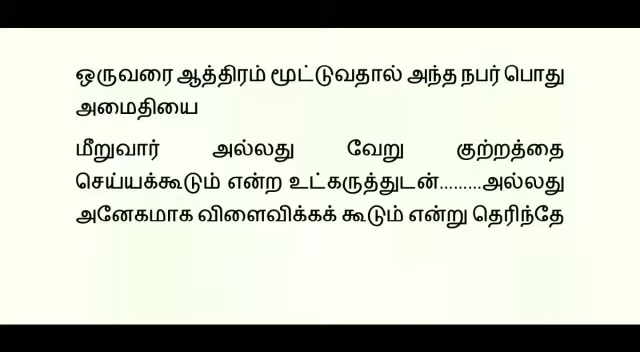 ஒருவரை ஆத்திரம் மூட்டுவதால் அந்த நபர் பொது
அமைதியை
மீறுவார் அல்லது வேறு குற்றத்தை
செய்யக்கூடும் என்ற உட்கருத்துடன்.........அல்லது
அனேகமாக விளைவிக்கக் கூடும் என்று தெரிந்தே